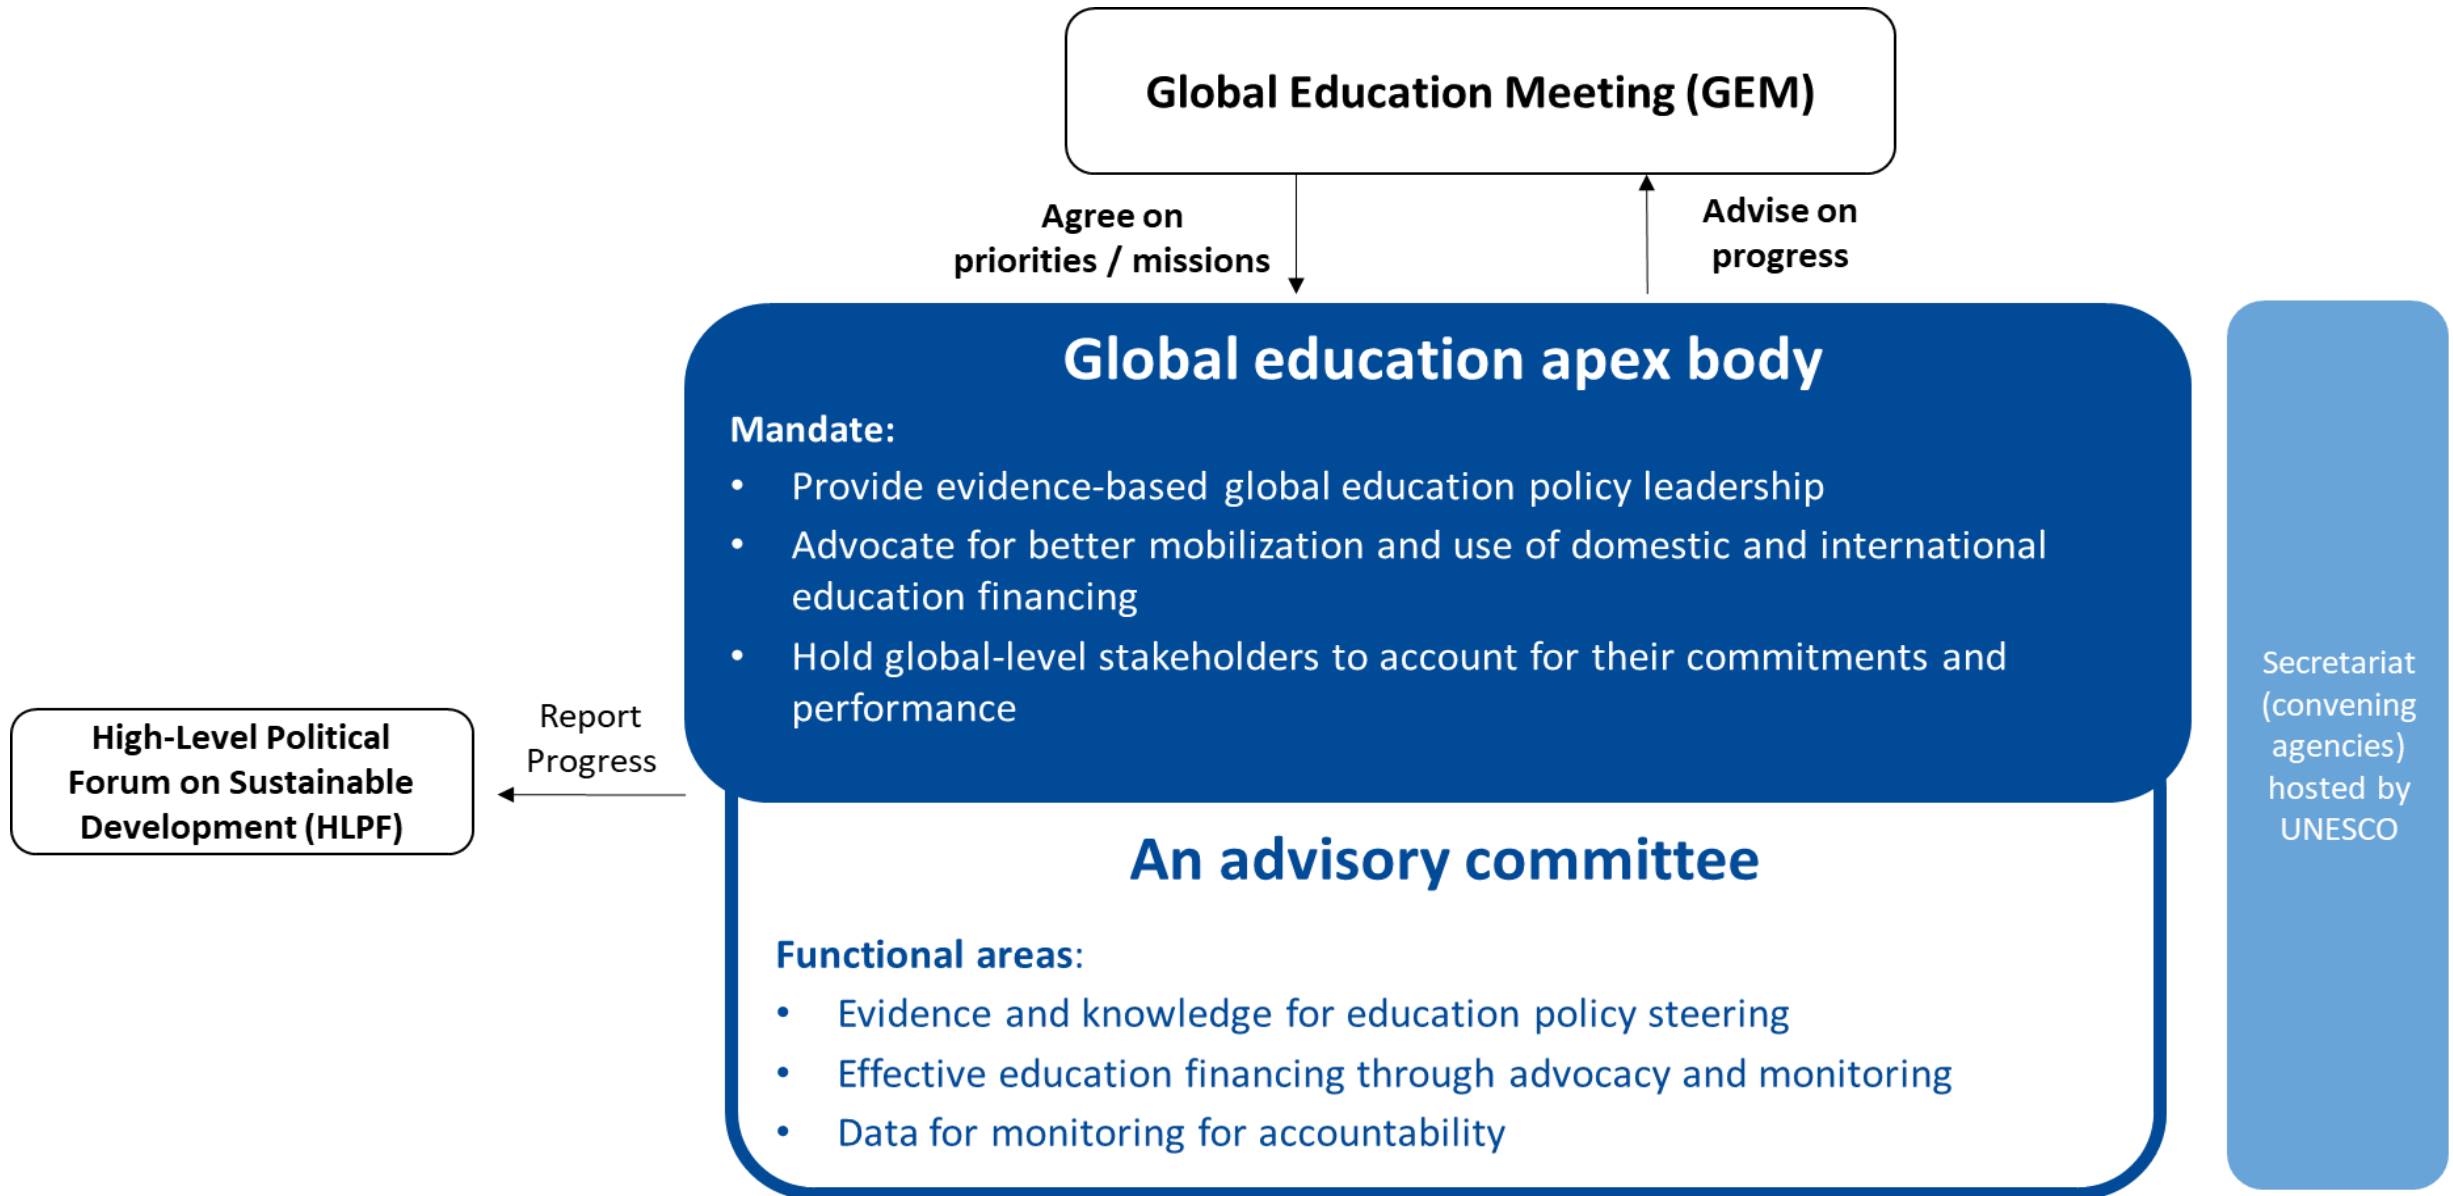 Global Education Meeting (GEM)
Agree on
priorities / missions
Advise on
progress
Global education apex body
Mandate:
• Provide evidence-based global education policy leadership
• Advocate for better mobilization and use of domestic and international
education financing
• Hold global-level stakeholders to account for their commitments and
performance
Report
Progress
High-Level Political
Forum on Sustainable
Development (HLPF)
An advisory committee
Functional areas:
• Evidence and knowledge for education policy steering
• Effective education financing through advocacy and monitoring
• Data for monitoring for accountability
Secretariat
(convening
agencies)
hosted by
UNESCO